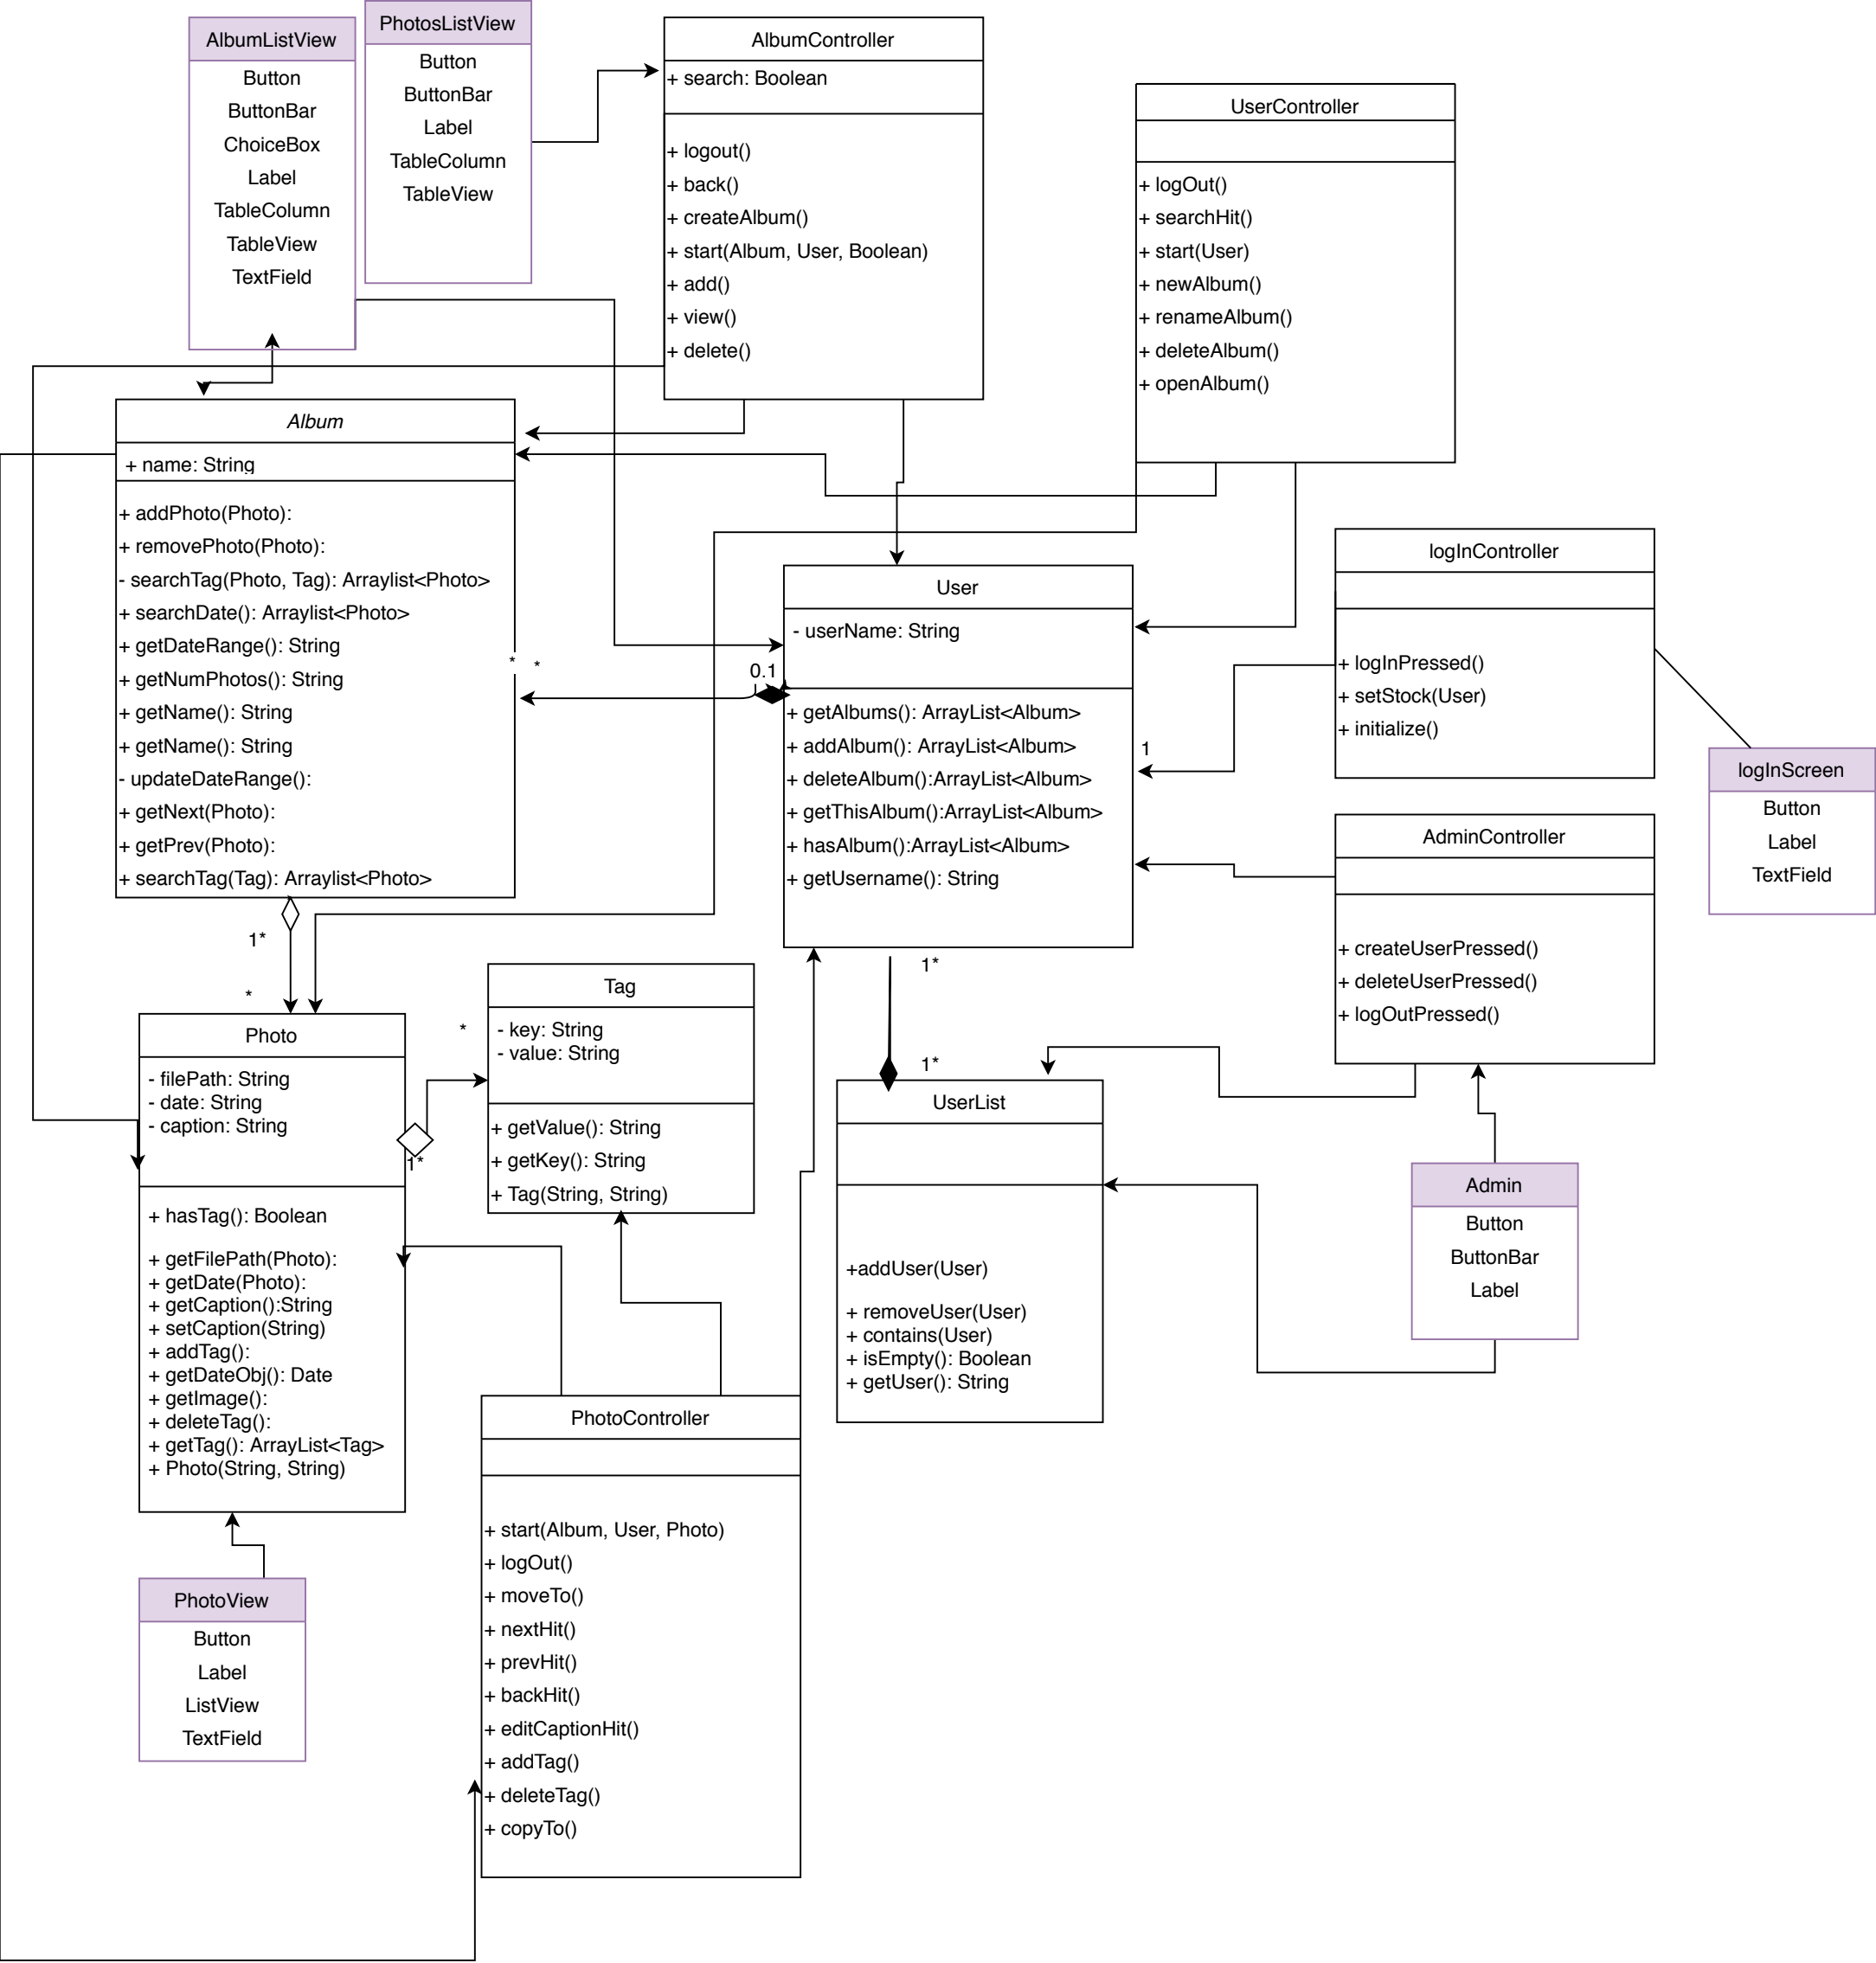 AlbumListView
Button
ButtonBar
ChoiceBox
Label
TableColumn
TableView
TextField
PhotosListView
Button
ButtonBar
Label
TableColumn
TableView
AlbumController
+ search: Boolean
+ logout()
+ back()
+ createAlbum()
+ start(Album, User, Boolean)
+ add()
+ view()
+ delete()
UserController
+ logOut()
+ searchHit()
+ start(User)
+ newAlbum()
+ renameAlbum()
+ deleteAlbum()
+ openAlbum()
Album
+ name: String
+ addPhoto(Photo):
+ removePhoto(Photo):
- searchTag(Photo, Tag): Arraylist<Photo>
+ searchDate(): Arraylist<Photo>
+ getDateRange(): String
+ getNumPhotos(): String
+ getName(): String
+ getName(): String
- updateDateRange():
+ getNext(Photo):
+ getPrev(Photo):
+ searchTag(Tag): Arraylist<Photo>
* *
0.1
User
- userName: String
+ getAlbums(): ArrayList<Album>
+ addAlbum(): ArrayList<Album>
+ deleteAlbum():ArrayList<Album>
+ getThisAlbum():ArrayList<Album>
+ hasAlbum():ArrayList<Album>
+ getUsername(): String
1
logInController
+ logInPressed()
+ setStock(User)
+ initialize()
logInScreen
Button
Label
TextField
AdminController
+ createUserPressed()
+ deleteUserPressed()
+ logOutPressed()
1*
*
Photo
- filePath: String
- date: String
- caption: String
+ hasTag(): Boolean
+ getFilePath(Photo):
+ getDate(Photo):
+ getCaption():String
+ setCaption(String)
+ addTag():
+ getDateObj(): Date
+ getImage():
+ deleteTag():
+ getTag(): ArrayList<Tag>
+ Photo(String, String)
*
1*
Tag
- key: String
- value: String
+ getValue(): String
+ getKey(): String
+ Tag(String, String)
1*
1*
UserList
+addUser(User)
+ removeUser(User)
+ contains(User)
+ isEmpty(): Boolean
+ getUser(): String
Admin
Button
ButtonBar
Label
PhotoController
+ start(Album, User, Photo)
+ logOut()
+ moveTo()
+ nextHit()
+ prevHit()
+ backHit()
+ editCaptionHit()
+ addTag()
+ deleteTag()
+ copyTo()
PhotoView
Button
Label
ListView
TextField